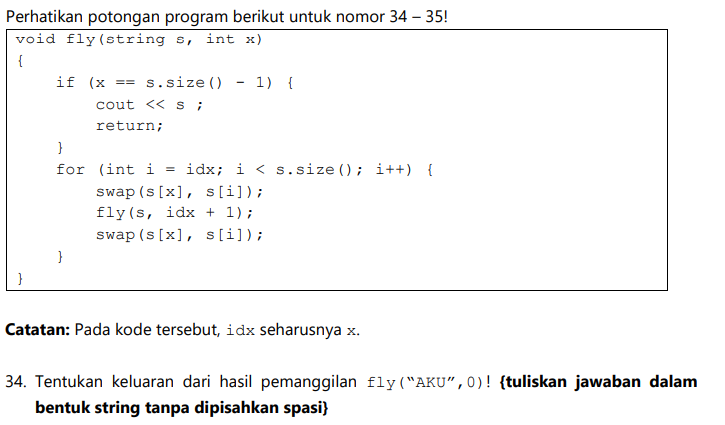 Perhatikan potongan program berikut untuk nomor 34 – 35!
void fly(string s, int x)
{
    if (x == s.size() - 1) {
        cout << s ;
        return;
    }
    for (int i = idx; i < s.size(); i++) {
        swap(s[x], s[i]);
        fly(s, idx + 1);
        swap(s[x], s[i]);
    }
}
Catatan: Pada kode tersebut, idx seharusnya x.
34. Tentukan keluaran dari hasil pemanggilan fly(“AKU”,0)! {tuliskan jawaban dalam
bentuk string tanpa dipisahkan spasi}